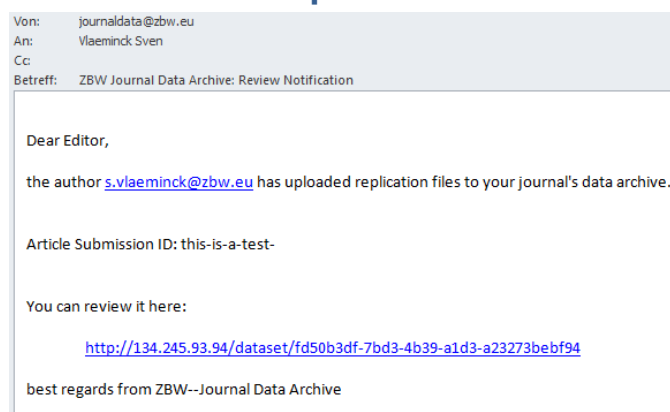 Von: journaldata@zbw.eu
An: Vlaeminck Sven
Cc:
Betreff: ZBW Journal Data Archive: Review Notification
Dear Editor,
the author s.vlaeminck@zbw.eu has uploaded replication files to your journal's data archive.
Article Submission ID: this-is-a-test-
You can review it here:
http://134.245.93.94/dataset/fd50b3df-7bd3-4b39-a1d3-a23273bebf94
best regards from ZBW--Journal Data Archive